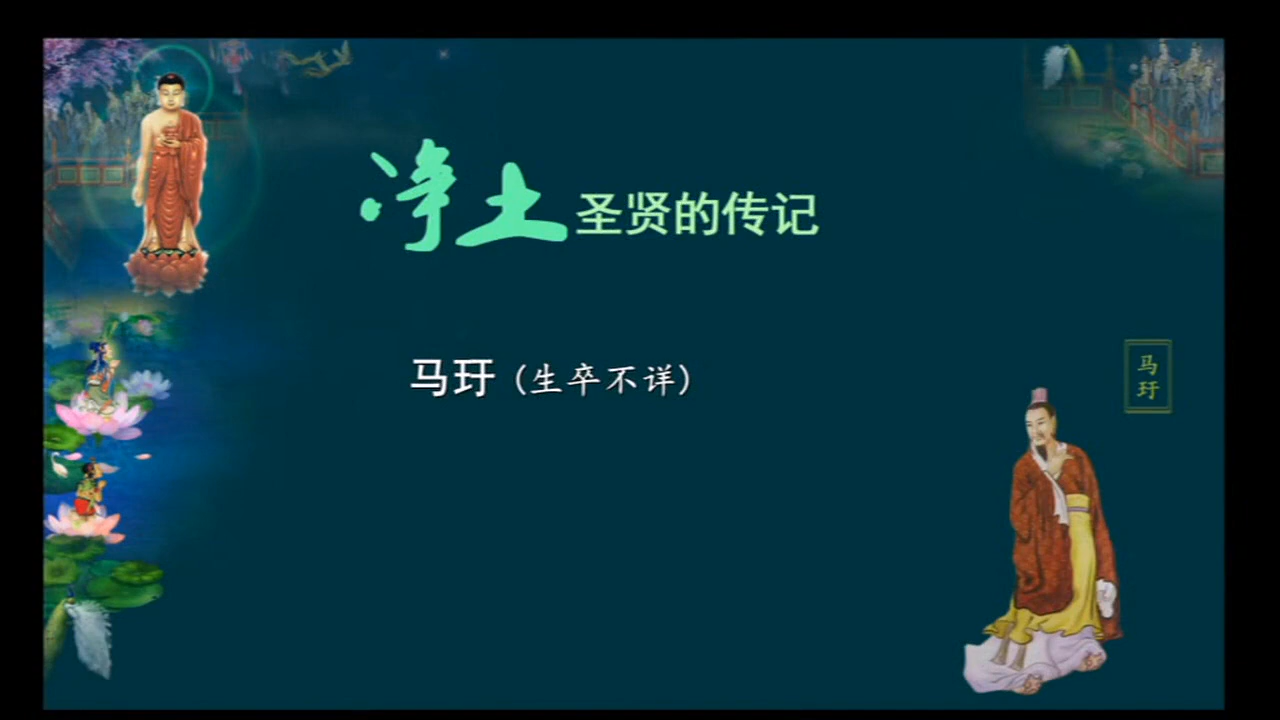 净土圣贤的传记
马玗（生卒不详）
马
玗